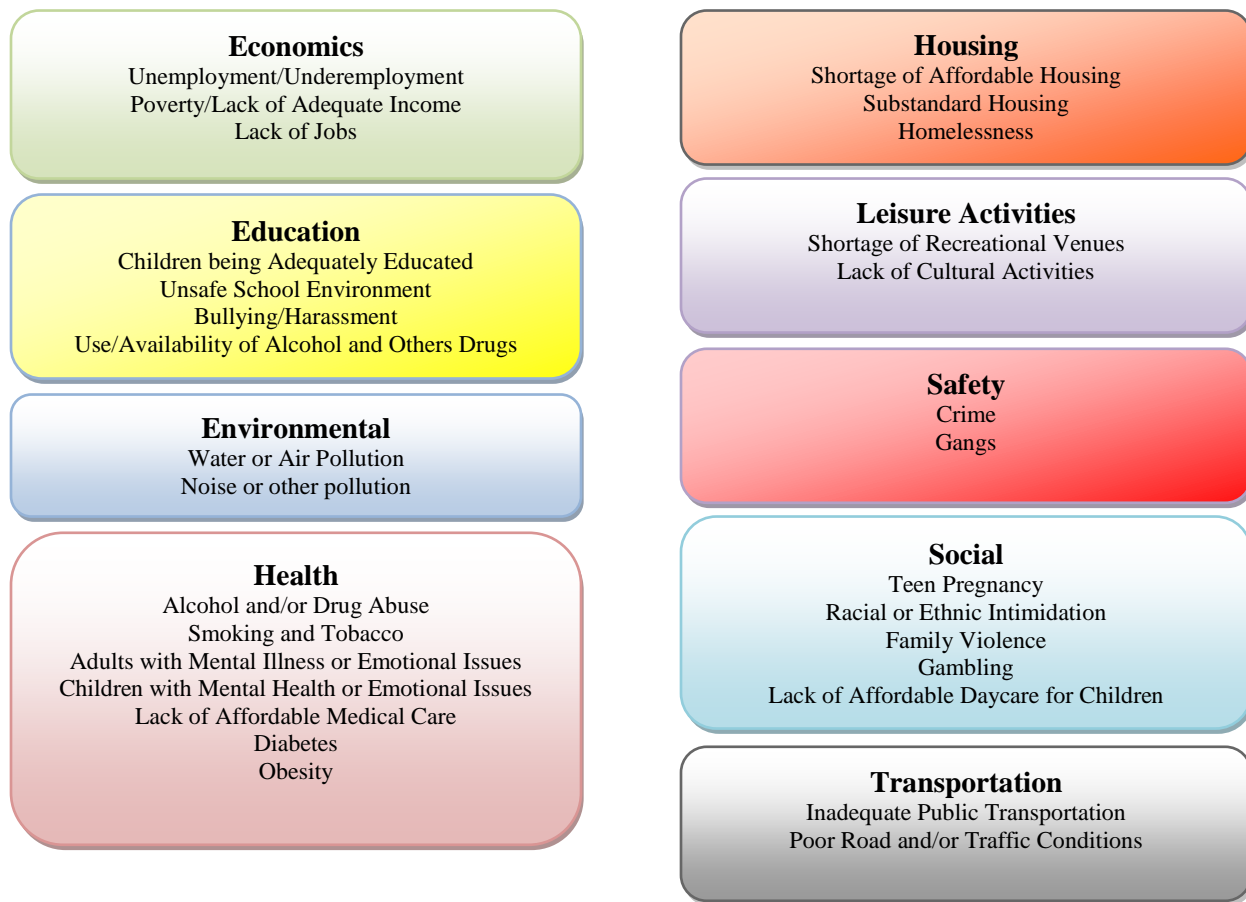 Economics
Unemployment/Underemployment
Poverty/Lack of Adequate Income
Lack of Jobs
Education
Children being Adequately Educated
Unsafe School Environment
Bullying/Harassment
Use/Availability of Alcohol and Others Drugs
Environmental
Water or Air Pollution
Noise or other pollution
Health
Alcohol and/or Drug Abuse
Smoking and Tobacco
Adults with Mental Illness or Emotional Issues
Children with Mental Health or Emotional Issues
Lack of Affordable Medical Care
Diabetes
Obesity
Housing
Shortage of Affordable Housing
Substandard Housing
Homelessness
Leisure Activities
Shortage of Recreational Venues
Lack of Cultural Activities
Safety
Crime
Gangs
Social
Teen Pregnancy
Racial or Ethnic Intimidation
Family Violence
Gambling
Lack of Affordable Daycare for Children
Transportation
Inadequate Public Transportation
Poor Road and/or Traffic Conditions